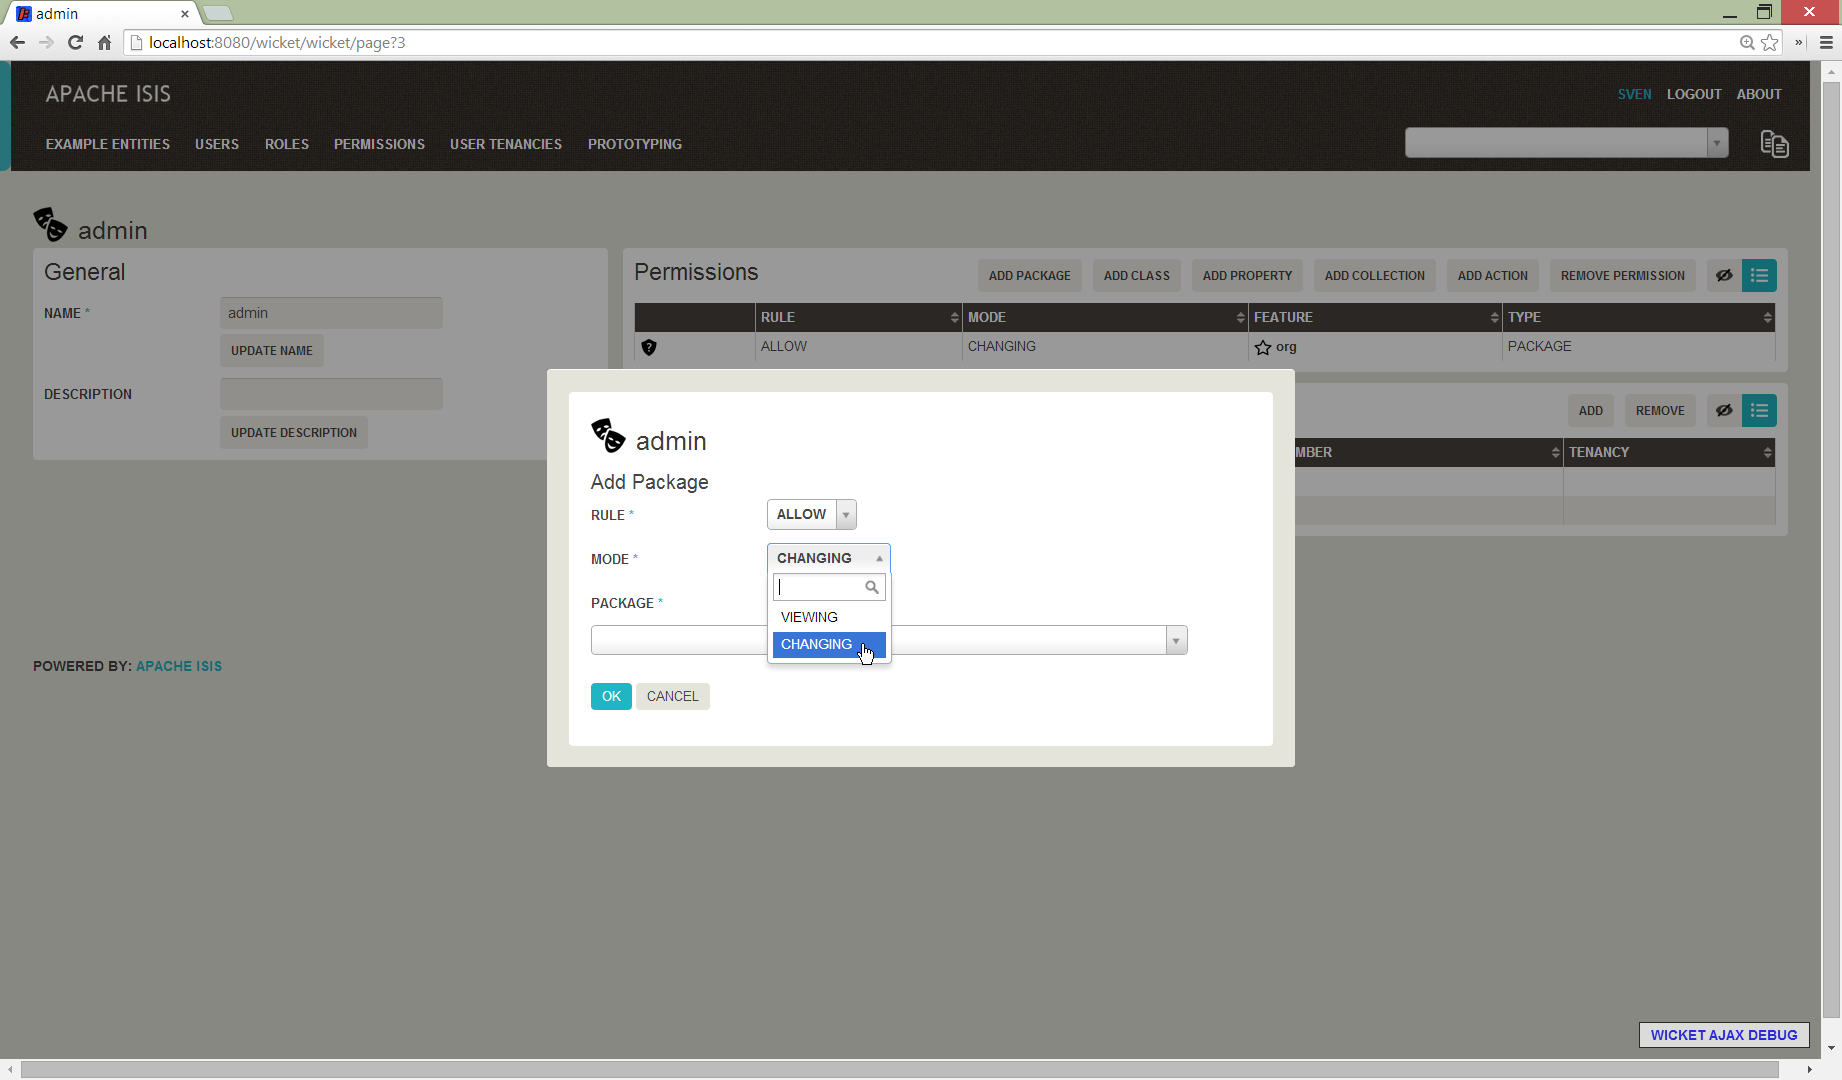 admin
localhost:8080/wicket/wicket/page?3
APACHE ISIS
SVEN LOGOUT ABOUT
EXAMPLE ENTITIES USERS ROLES PERMISSIONS USER TENANCIES PROTOTYPING
admin
General
NAME *
admin
UPDATE NAME
DESCRIPTION
UPDATE DESCRIPTION
Permissions
ADD PACKAGE ADD CLASS ADD PROPERTY ADD COLLECTION ADD ACTION REMOVE PERMISSION
RULE MODE FEATURE TYPE
ALLOW CHANGING org PACKAGE
ADD REMOVE
MBER TENANCY
admin
Add Package
RULE * ALLOW
MODE * CHANGING
VIEWING
CHANGING
PACKAGE *
OK CANCEL
POWERED BY: APACHE ISIS
WICKET AJAX DEBUG